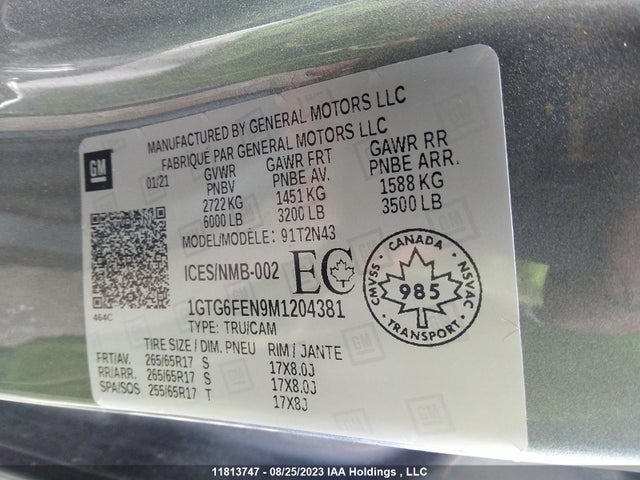 MANUFACTURED BY GENERAL MOTORS LLC
FABRIQUÉ PAR GENERAL MOTORS LLC
GM
01/21
GVWR GAWR FRT GAWR RR
PNBV PNBE AV. PNBE ARR.
2722 KG 1451 KG 1588 KG
6000 LB 3200 LB 3500 LB
MODEL/MODÈLE: 91T2N43
ICES/NMB-002 EC
CANADA
CMVSS 985 NSVAC
TRANSPORT
464C
1GTG6FEN9M1204381
TYPE: TRU/CAM
TIRE SIZE / DIM. PNEU RIM / JANTE
FRT/AV. 265/65R17 S 17X8.0J
RR/ARR. 265/65R17 S 17X8.0J
SPA/SOS 255/65R17 T 17X8J
11813747 - 08/25/2023 IAA Holdings , LLC